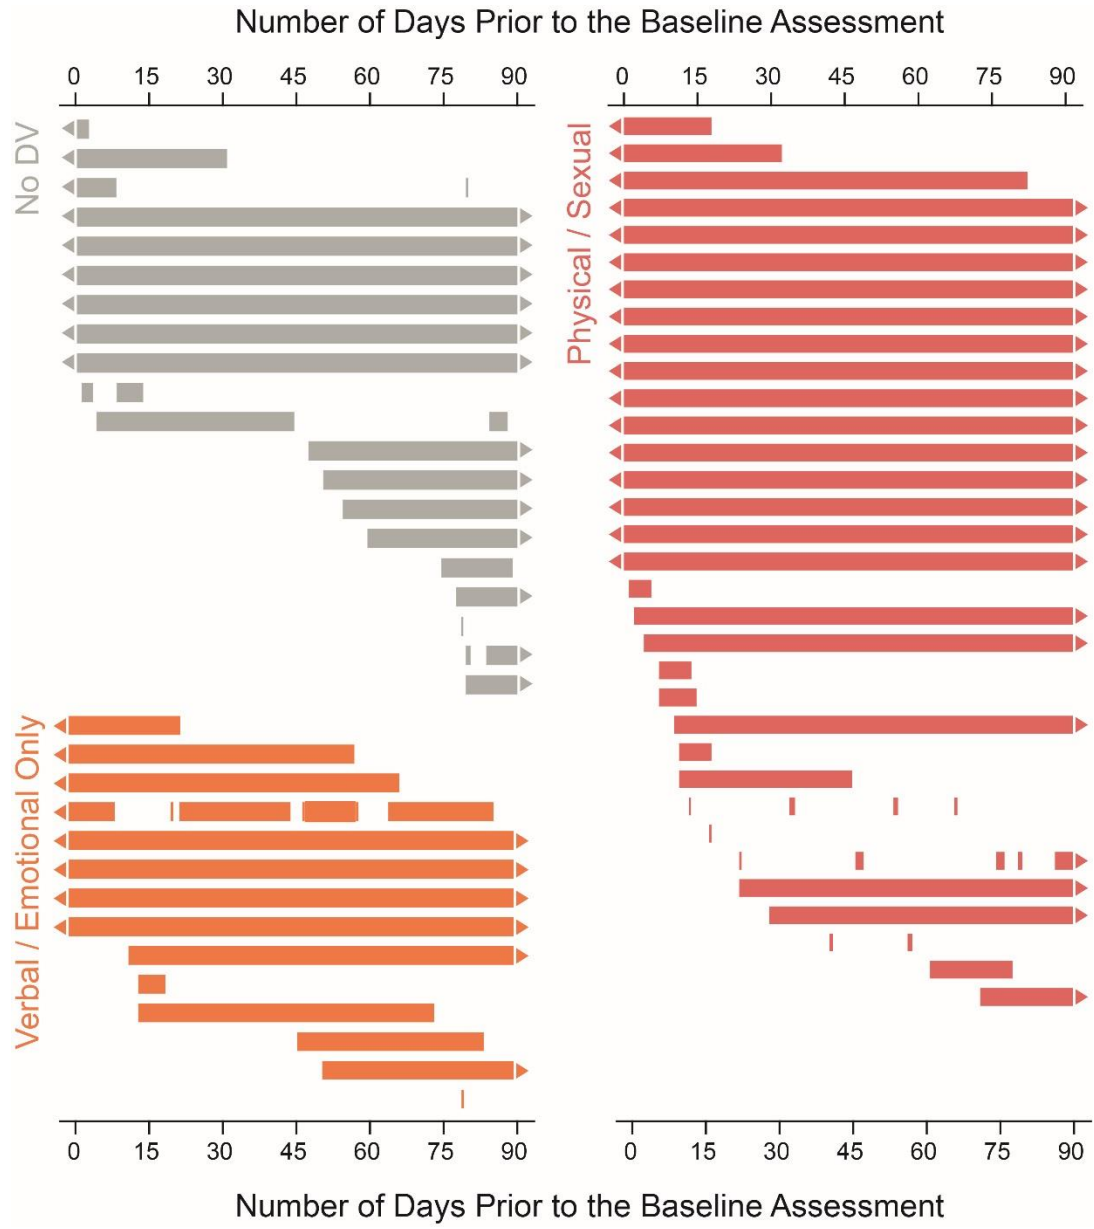 Number of Days Prior to the Baseline Assessment
0 15 30 45 60 75 90
0 15 30 45 60 75 90
No DV
Physical / Sexual
Verbal / Emotional Only
0 15 30 45 60 75 90
0 15 30 45 60 75 90
Number of Days Prior to the Baseline Assessment